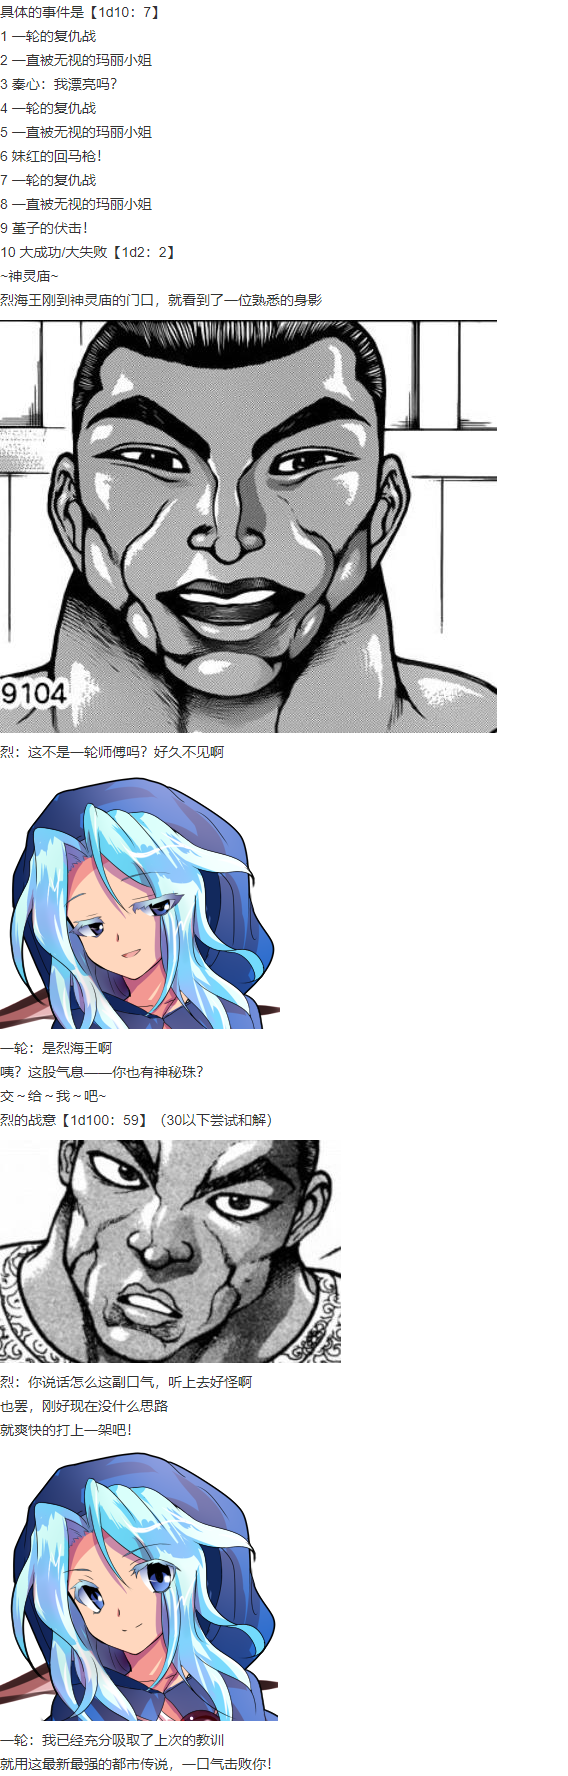 具体的事件是【1d10：7】
1 一轮的复仇战
2 一直被无视的玛丽小姐
3 秦心：我漂亮吗？
4 一轮的复仇战
5 一直被无视的玛丽小姐
6 妹红的回马枪！
7 一轮的复仇战
8 一直被无视的玛丽小姐
9 堇子的伏击！
10 大成功/大失败【1d2：2】
~神灵庙~
烈海王刚到神灵庙的门口，就看到了一位熟悉的身影
9104
烈：这不是一轮师傅吗？好久不见啊
一轮：是烈海王啊
咦？这股气息——你也有神秘珠？
交～给～我～吧~
烈的战意【1d100：59】（30以下尝试和解）
烈：你说话怎么这副口气，听上去好怪啊
也罢，刚好现在没什么思路
就爽快的打上一架吧！
一轮：我已经充分吸取了上次的教训
就用这最新最强的都市传说，一口气击败你！